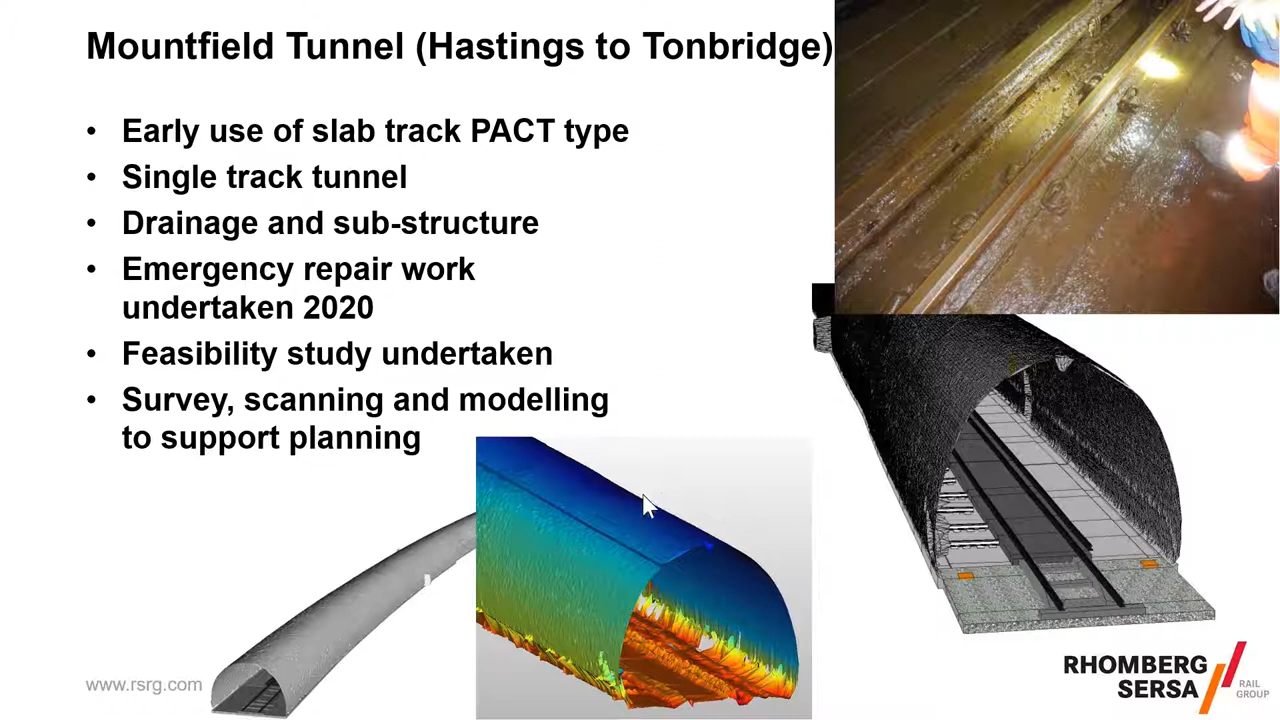 Mountfield Tunnel (Hastings to Tonbridge)
• Early use of slab track PACT type
• Single track tunnel
• Drainage and sub-structure
• Emergency repair work
undertaken 2020
• Feasibility study undertaken
• Survey, scanning and modelling
to support planning
www.rsrg.com
RHOMBERG
SERSA
RAIL
GROUP